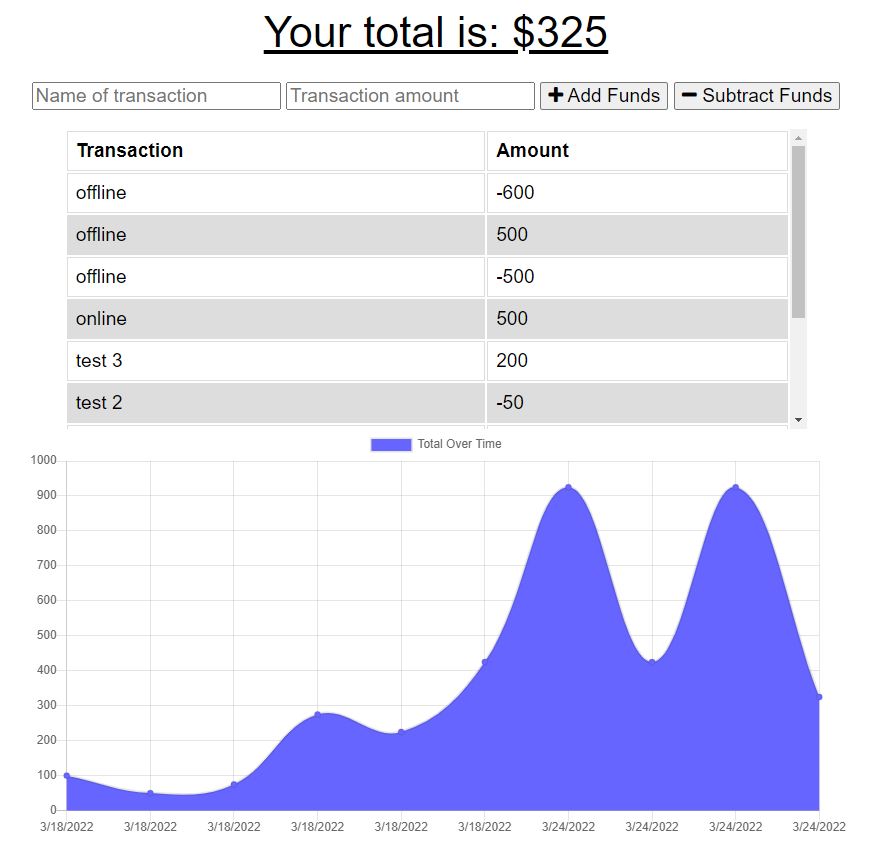 Your total is: $325
Name of transaction Transaction amount Add Funds Subtract Funds
Transaction Amount
offline -600
offline 500
offline -500
online 500
test 3 200
test 2 -50
Total Over Time
1000
900
800
700
600
500
400
300
200
100
0
3/18/2022 3/18/2022 3/18/2022 3/18/2022 3/18/2022 3/18/2022 3/24/2022 3/24/2022 3/24/2022 3/24/2022